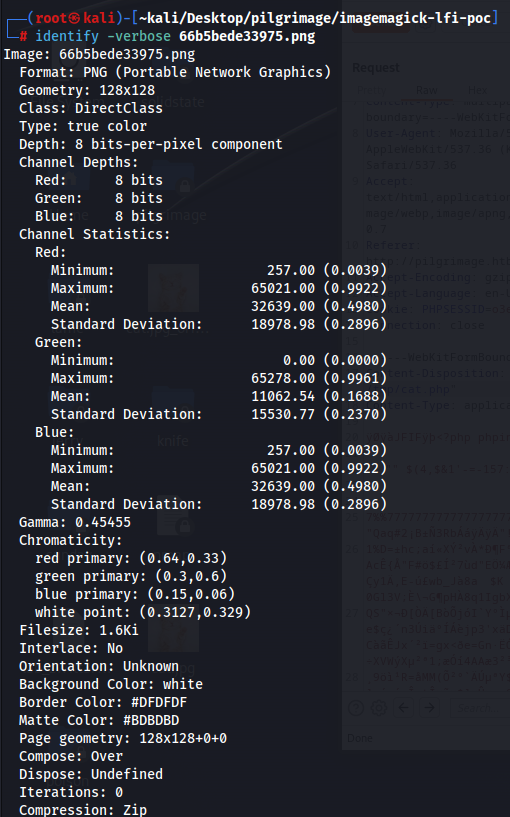 (root㉿kali)-[~kali/Desktop/pilgrimage/imagemagick-lfi-poc]
# identify -verbose 66b5bede33975.png
Image: 66b5bede33975.png
Format: PNG (Portable Network Graphics)
Geometry: 128x128
Class: DirectClass
Type: true color
Depth: 8 bits-per-pixel component
Channel Depths:
Red: 8 bits
Green: 8 bits
Blue: 8 bits
Channel Statistics:
Red:
Minimum: 257.00 (0.0039)
Maximum: 65021.00 (0.9922)
Mean: 32639.00 (0.4980)
Standard Deviation: 18978.98 (0.2896)
Green:
Minimum: 0.00 (0.0000)
Maximum: 65278.00 (0.9961)
Mean: 11062.54 (0.1688)
Standard Deviation: 15530.77 (0.2370)
Blue:
Minimum: 257.00 (0.0039)
Maximum: 65021.00 (0.9922)
Mean: 32639.00 (0.4980)
Standard Deviation: 18978.98 (0.2896)
Gamma: 0.45455
Chromaticity:
red primary: (0.64,0.33)
green primary: (0.3,0.6)
blue primary: (0.15,0.06)
white point: (0.3127,0.329)
Filesize: 1.6Ki
Interlace: No
Orientation: Unknown
Background Color: white
Border Color: #DFDFDF
Matte Color: #BDBDBD
Page geometry: 128x128+0+0
Compose: Over
Dispose: Undefined
Iterations: 0
Compression: Zip
Request
knife
Done